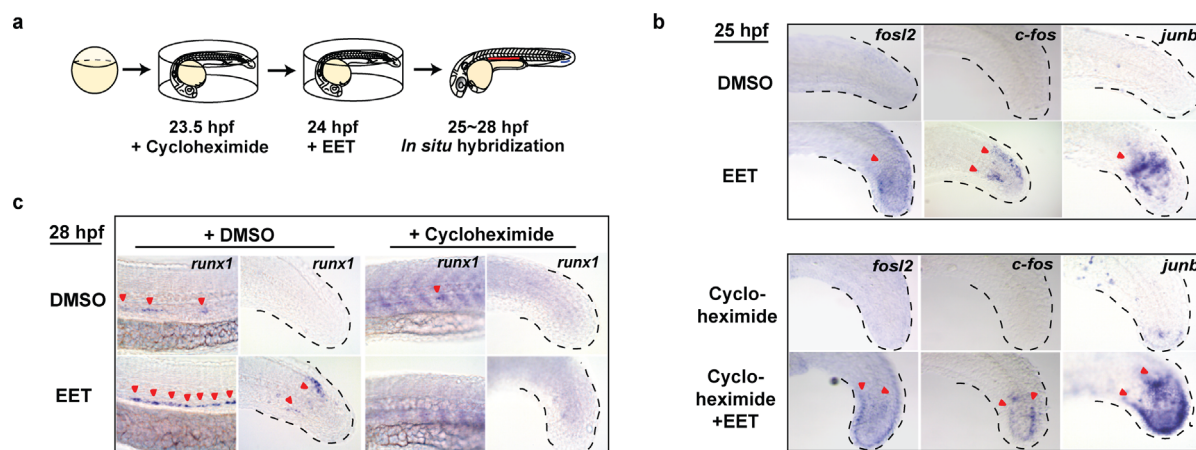 a
23.5 hpf
+ Cycloheximide
24 hpf
+ EET
25~28 hpf
In situ hybridization
b
25 hpf
fosl2
c-fos
junb
DMSO
EET
fosl2
c-fos
junb
Cyclo-
heximide
Cyclo-
heximide
+EET
c
28 hpf
+ DMSO
+ Cycloheximide
runx1
runx1
runx1
runx1
DMSO
EET